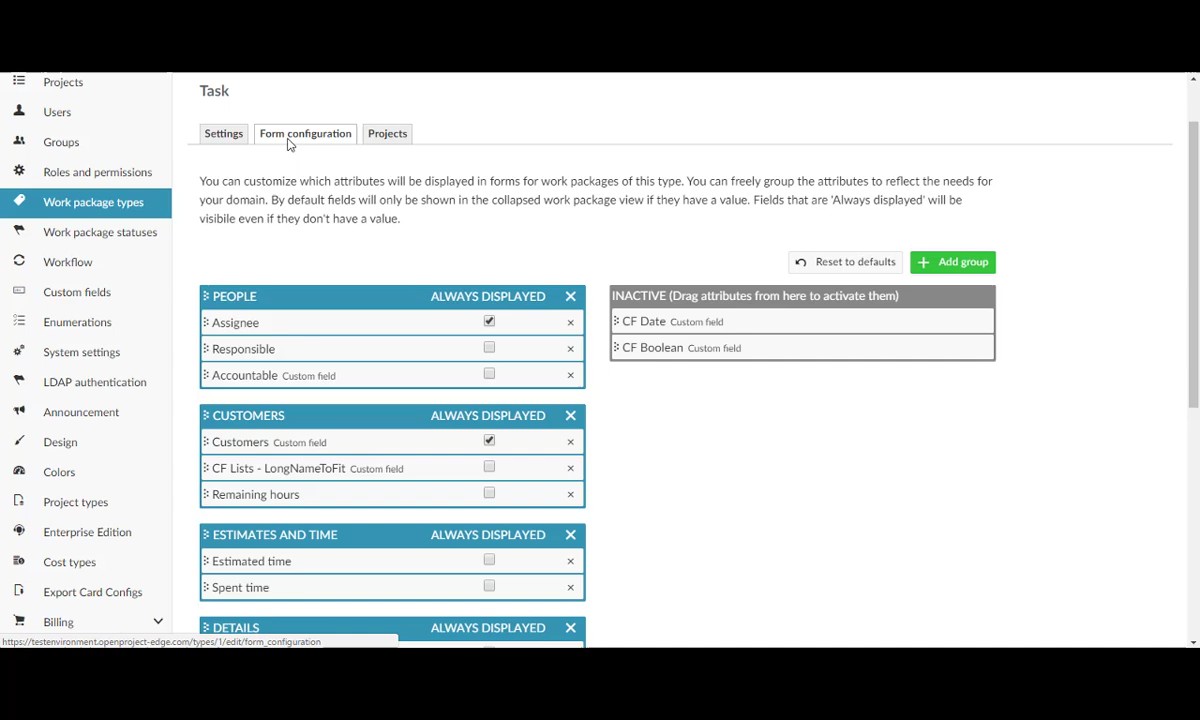 Projects
Users
Groups
Roles and permissions
Work package types
Work package statuses
Workflow
Custom fields
Enumerations
System settings
LDAP authentication
Announcement
Design
Colors
Project types
Enterprise Edition
Cost types
Export Card Configs
Billing
https://testenvironment.openproject-edge.com/types/1/edit/form_configuration
Task
Settings Form configuration Projects
You can customize which attributes will be displayed in forms for work packages of this type. You can freely group the attributes to reflect the needs for
your domain. By default fields will only be shown in the collapsed work package view if they have a value. Fields that are 'Always displayed' will be
visibile even if they don't have a value.
Reset to defaults + Add group
PEOPLE ALWAYS DISPLAYED ×
Assignee ×
Responsible ×
Accountable Custom field ×
CUSTOMERS ALWAYS DISPLAYED ×
Customers Custom field ×
CF Lists - LongNameToFit Custom field ×
Remaining hours ×
ESTIMATES AND TIME ALWAYS DISPLAYED ×
Estimated time ×
Spent time ×
DETAILS ALWAYS DISPLAYED ×
INACTIVE (Drag attributes from here to activate them)
CF Date Custom field
CF Boolean Custom field